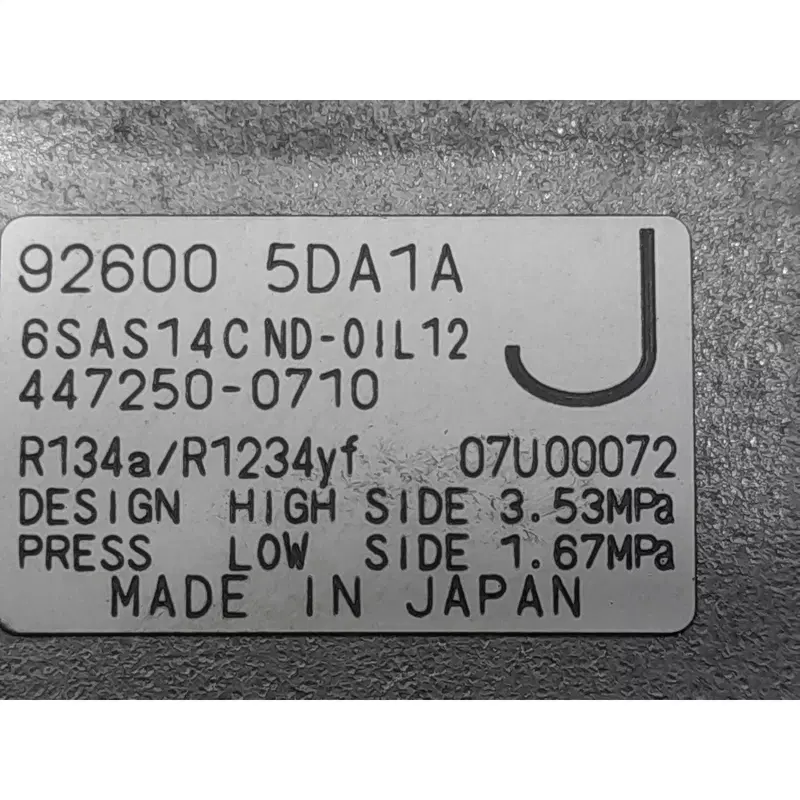 92600 5DA1A J
6SAS14C ND-OIL12
447250-0710
R134a/R1234yf 07U00072
DESIGN HIGH SIDE 3.53MPa
PRESS LOW SIDE 1.67MPa
MADE IN JAPAN